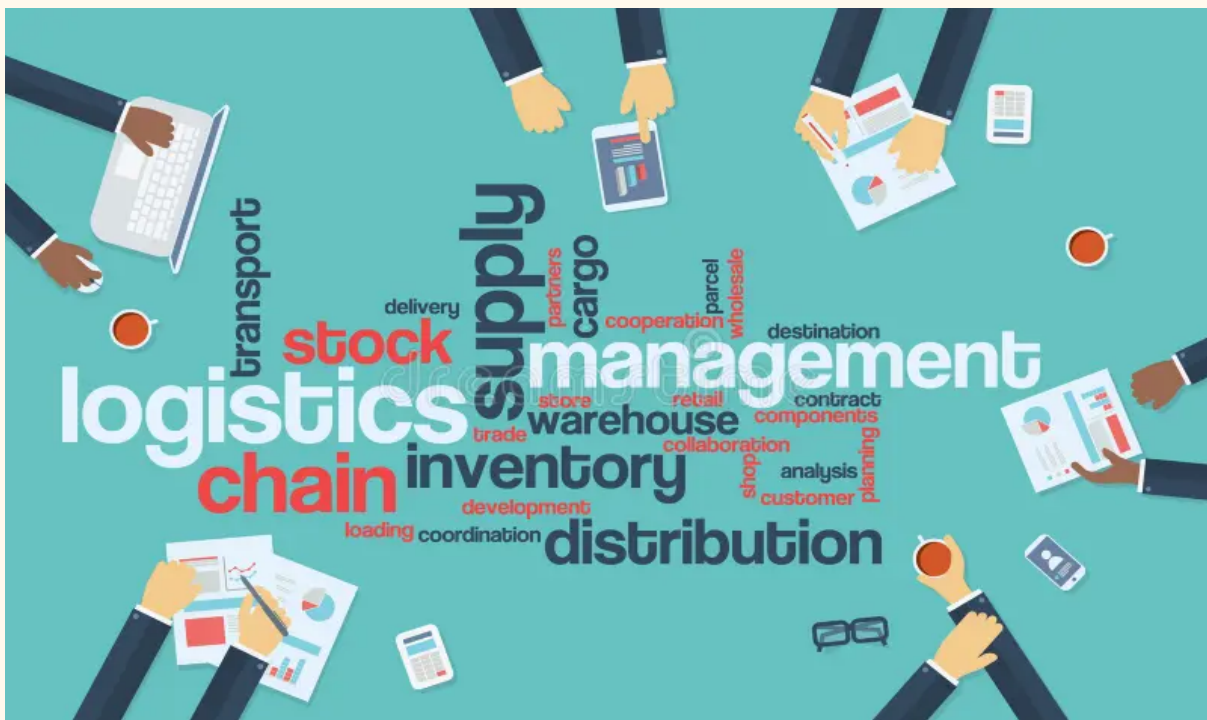 transport
supply
partners
cargo
parcel
wholesale
delivery
cooperation
destination
stock
management
logistics
dreamstime
store
retail
contract
warehouse
components
trade
collaboration
inventory
chain
shop
analysis
planning
customer
development
loading
coordination
distribution